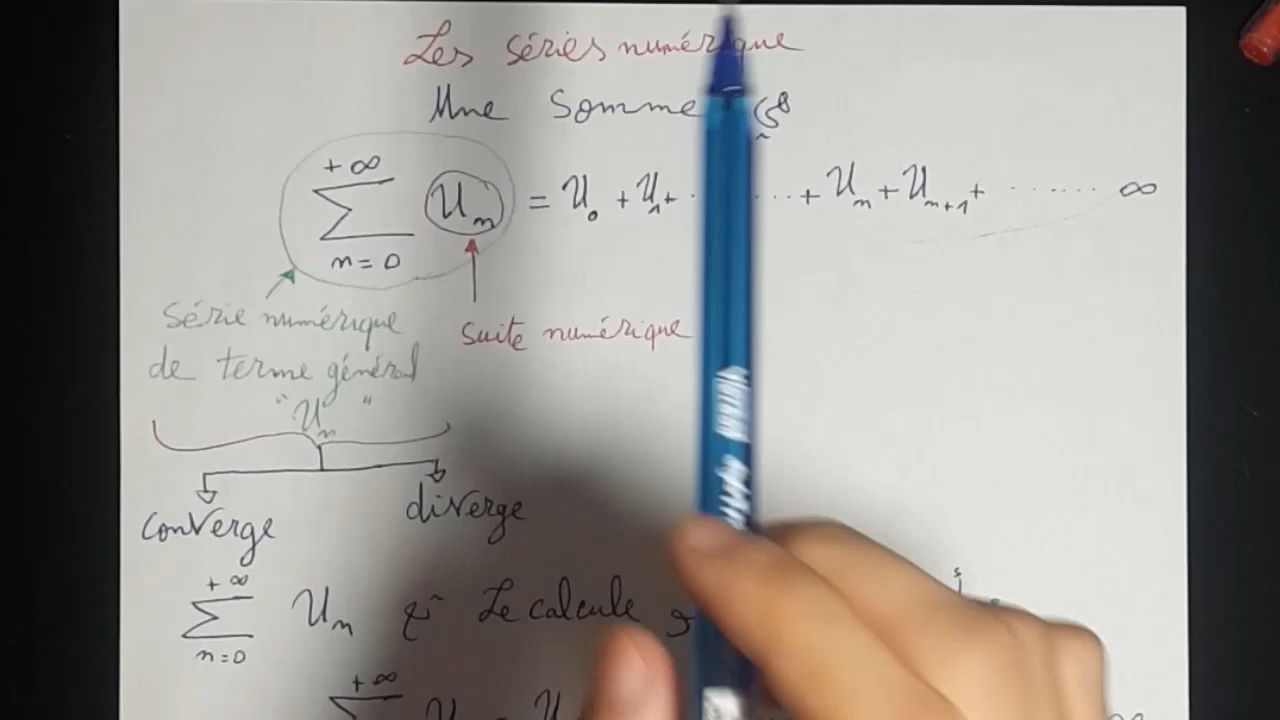 Les séries numérique
Une Somme
+∞
∑ Un = U0 + U1 + ...... + Un + Un+1 + ...... ∞
n=0
série numérique
de terme général
"Un"
suite numérique
converge
diverge
+∞
∑ Un Le calcule
n=0
+∞